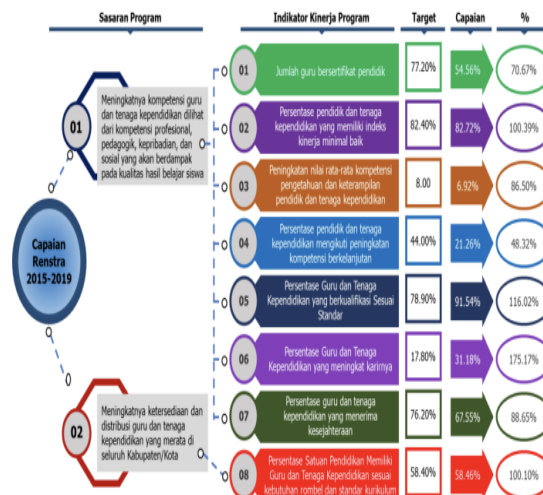 Sasaran Program
Indikator Kinerja Program
Target
Capaian
%
Capaian
Renstra
2015-2019
01
Meningkatnya kompetensi guru
dan tenaga kependidikan dilihat
dari kompetensi profesional,
pedagogik, kepribadian, dan
sosial yang akan berdampak
pada kualitas hasil belajar siswa
02
Meningkatnya ketersediaan dan
distribusi guru dan tenaga
kependidikan yang merata di
seluruh Kabupaten/Kota
01
Jumlah guru bersertifikat pendidik
77.20%
54.56%
70.67%
02
Persentase pendidik dan tenaga
kependidikan yang memiliki indeks
kinerja minimal baik
82.40%
82.72%
100.39%
03
Peningkatan nilai rata-rata kompetensi
pengetahuan dan keterampilan
pendidik dan tenaga kependidikan
8.00
6.92%
86.50%
04
Persentase pendidik dan tenaga
kependidikan mengikuti peningkatan
kompetensi berkelanjutan
44.00%
21.26%
48.32%
05
Persentase Guru dan Tenaga
Kependidikan yang berkualifikasi Sesuai
Standar
78.90%
91.54%
116.02%
06
Persentase Guru dan Tenaga
Kependidikan yang meningkat karirnya
17.80%
31.18%
175.17%
07
Persentase guru dan tenaga
kependidikan yang menerima
kesejahteraan
76.20%
67.55%
88.65%
08
Persentase Satuan Pendidikan Memiliki
Guru dan Tenaga Kependidikan sesuai
kebutuhan rombel dan standar kurikulum
58.40%
58.46%
100.10%